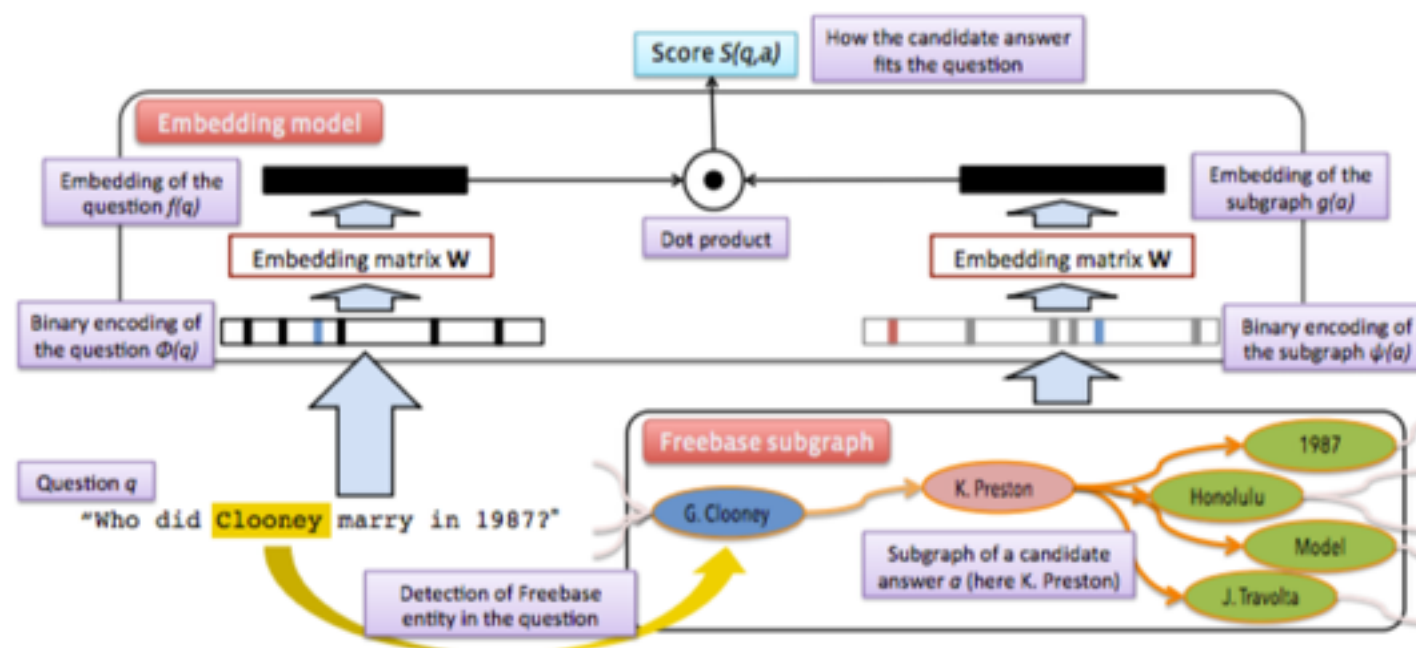 Score S(q,a)
How the candidate answer
fits the question
Embedding model
Embedding of the
question f(q)
Embedding of the
subgraph g(a)
Dot product
Embedding matrix W
Embedding matrix W
Binary encoding of
the question Φ(q)
Binary encoding of
the subgraph ψ(a)
Freebase subgraph
Question q
"Who did Clooney marry in 1987?"
G. Clooney
K. Preston
1987
Honolulu
Model
J. Travolta
Subgraph of a candidate
answer a (here K. Preston)
Detection of Freebase
entity in the question